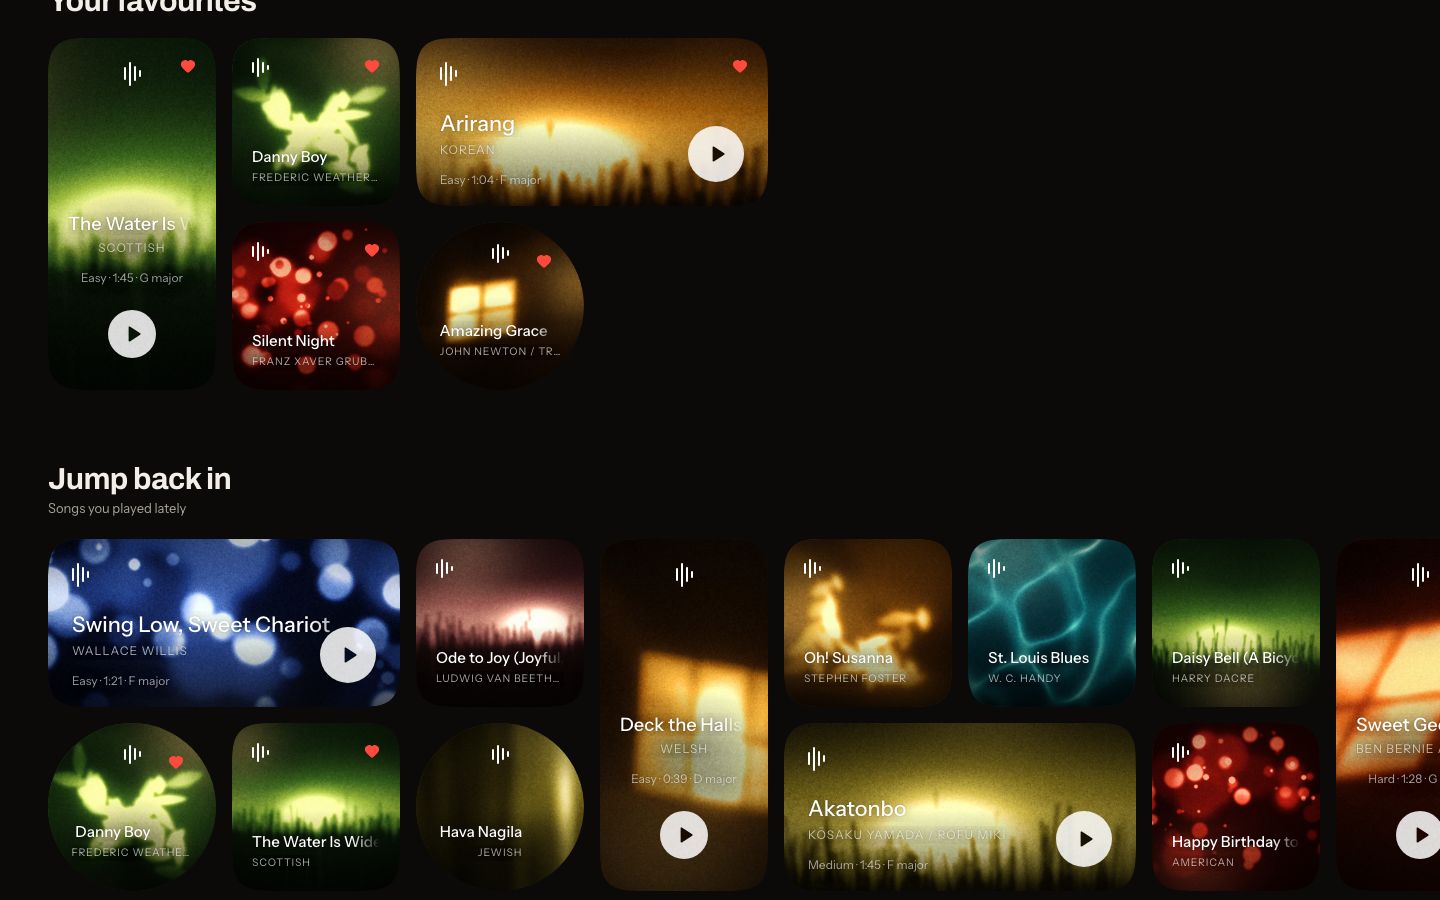 Your favourites
The Water Is
SCOTTISH
Easy · 1:45 · G major
Danny Boy
FREDERIC WEATHER...
Arirang
KOREAN
Easy · 1:04 · F major
Silent Night
FRANZ XAVER GRUB...
Amazing Grace
JOHN NEWTON / TR...
Jump back in
Songs you played lately
Swing Low, Sweet Chariot
WALLACE WILLIS
Easy · 1:21 · F major
Ode to Joy (Joyful
LUDWIG VAN BEETH...
Deck the Halls
WELSH
Easy · 0:39 · D major
Oh! Susanna
STEPHEN FOSTER
St. Louis Blues
W. C. HANDY
Daisy Bell (A Bicyc
HARRY DACRE
Sweet Geo
BEN BERNIE
Hard · 1:28 · G
Danny Boy
FREDERIC WEATHE...
The Water Is Wide
SCOTTISH
Hava Nagila
JEWISH
Akatonbo
KŌSAKU YAMADA / ROFŪ MIKI
Medium · 1:45 · F major
Happy Birthday to
AMERICAN